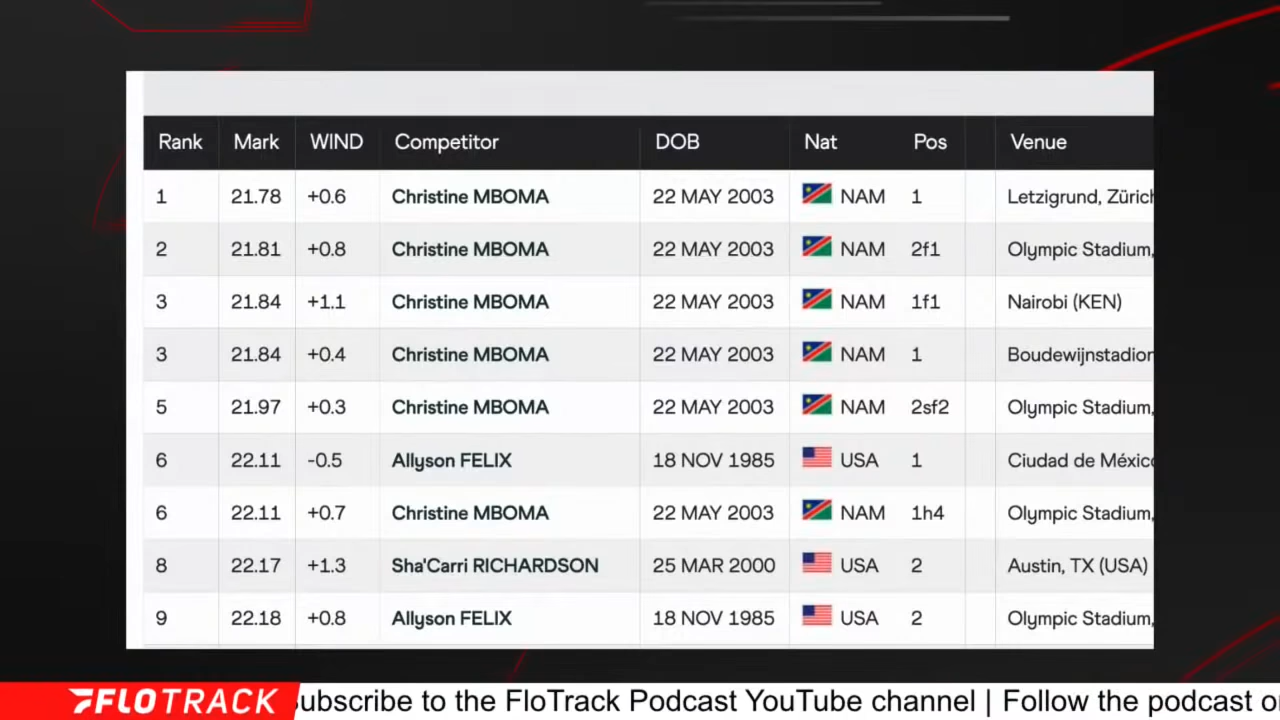 Rank Mark WIND Competitor DOB Nat Pos Venue
1 21.78 +0.6 Christine MBOMA 22 MAY 2003 NAM 1 Letzigrund, Zürich
2 21.81 +0.8 Christine MBOMA 22 MAY 2003 NAM 2f1 Olympic Stadium,
3 21.84 +1.1 Christine MBOMA 22 MAY 2003 NAM 1f1 Nairobi (KEN)
3 21.84 +0.4 Christine MBOMA 22 MAY 2003 NAM 1 Boudewijnstadion
5 21.97 +0.3 Christine MBOMA 22 MAY 2003 NAM 2sf2 Olympic Stadium,
6 22.11 -0.5 Allyson FELIX 18 NOV 1985 USA 1 Ciudad de México
6 22.11 +0.7 Christine MBOMA 22 MAY 2003 NAM 1h4 Olympic Stadium,
8 22.17 +1.3 Sha'Carri RICHARDSON 25 MAR 2000 USA 2 Austin, TX (USA)
9 22.18 +0.8 Allyson FELIX 18 NOV 1985 USA 2 Olympic Stadium,
FLOTRACK ubscribe to the FloTrack Podcast YouTube channel | Follow the podcast o